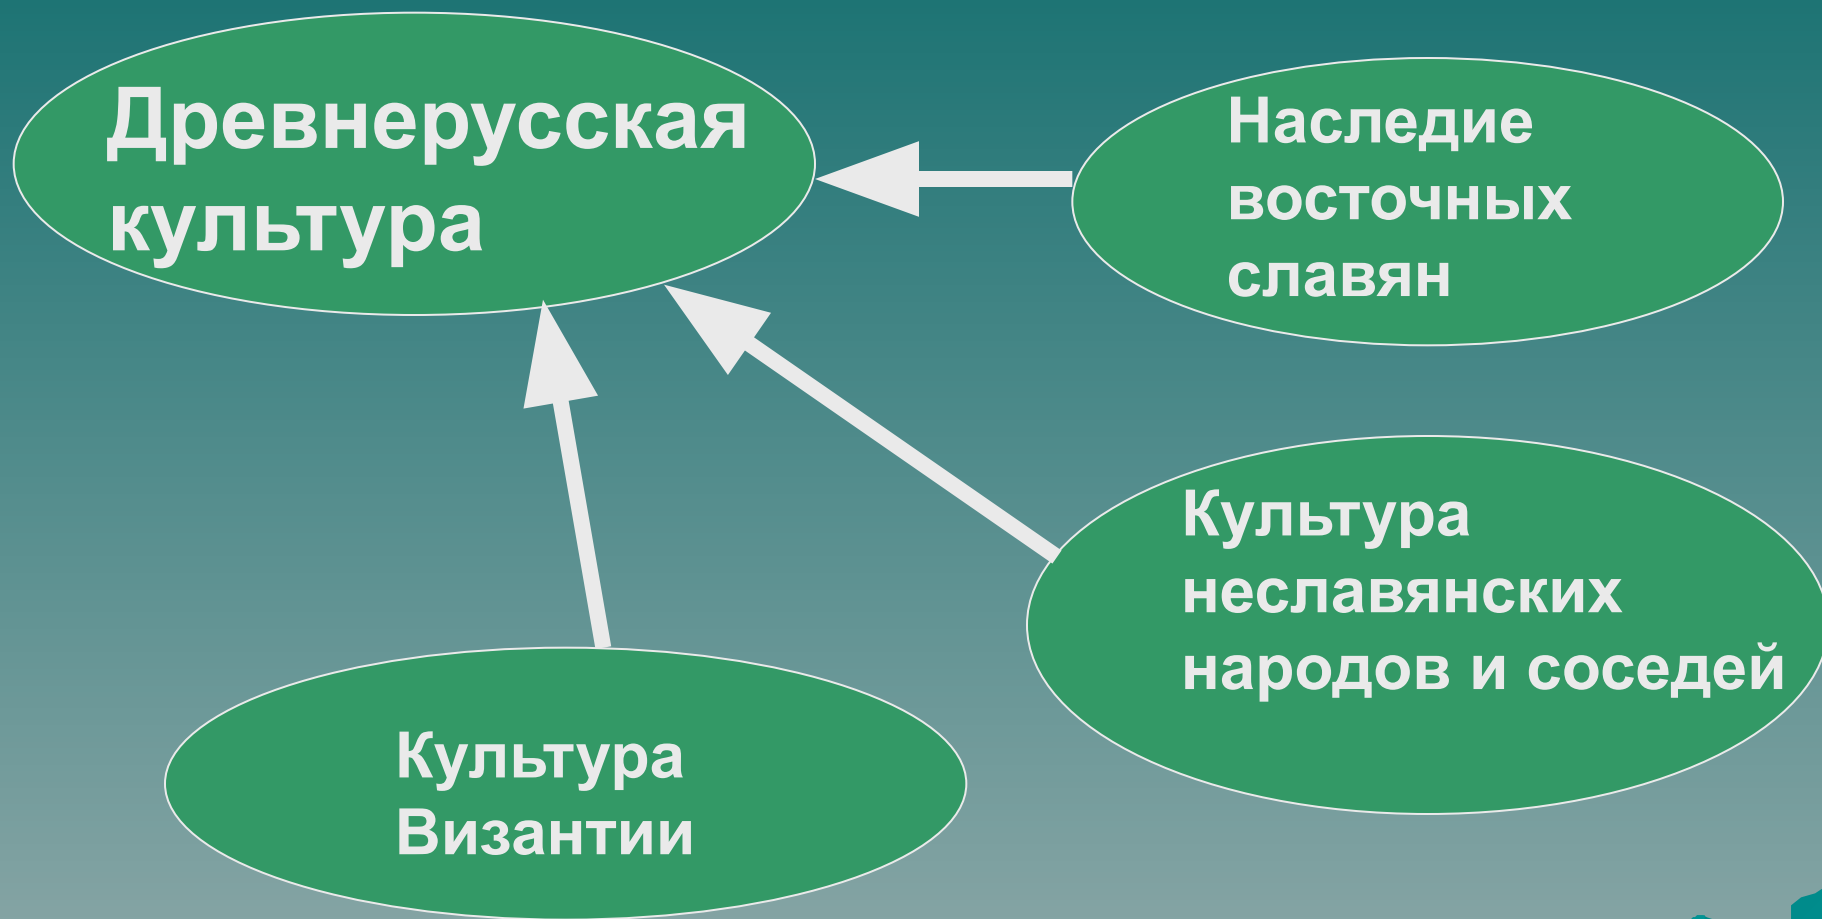 Древнерусская
культура
Наследие
восточных
славян
Культура
неславянских
народов и соседей
Культура
Византии